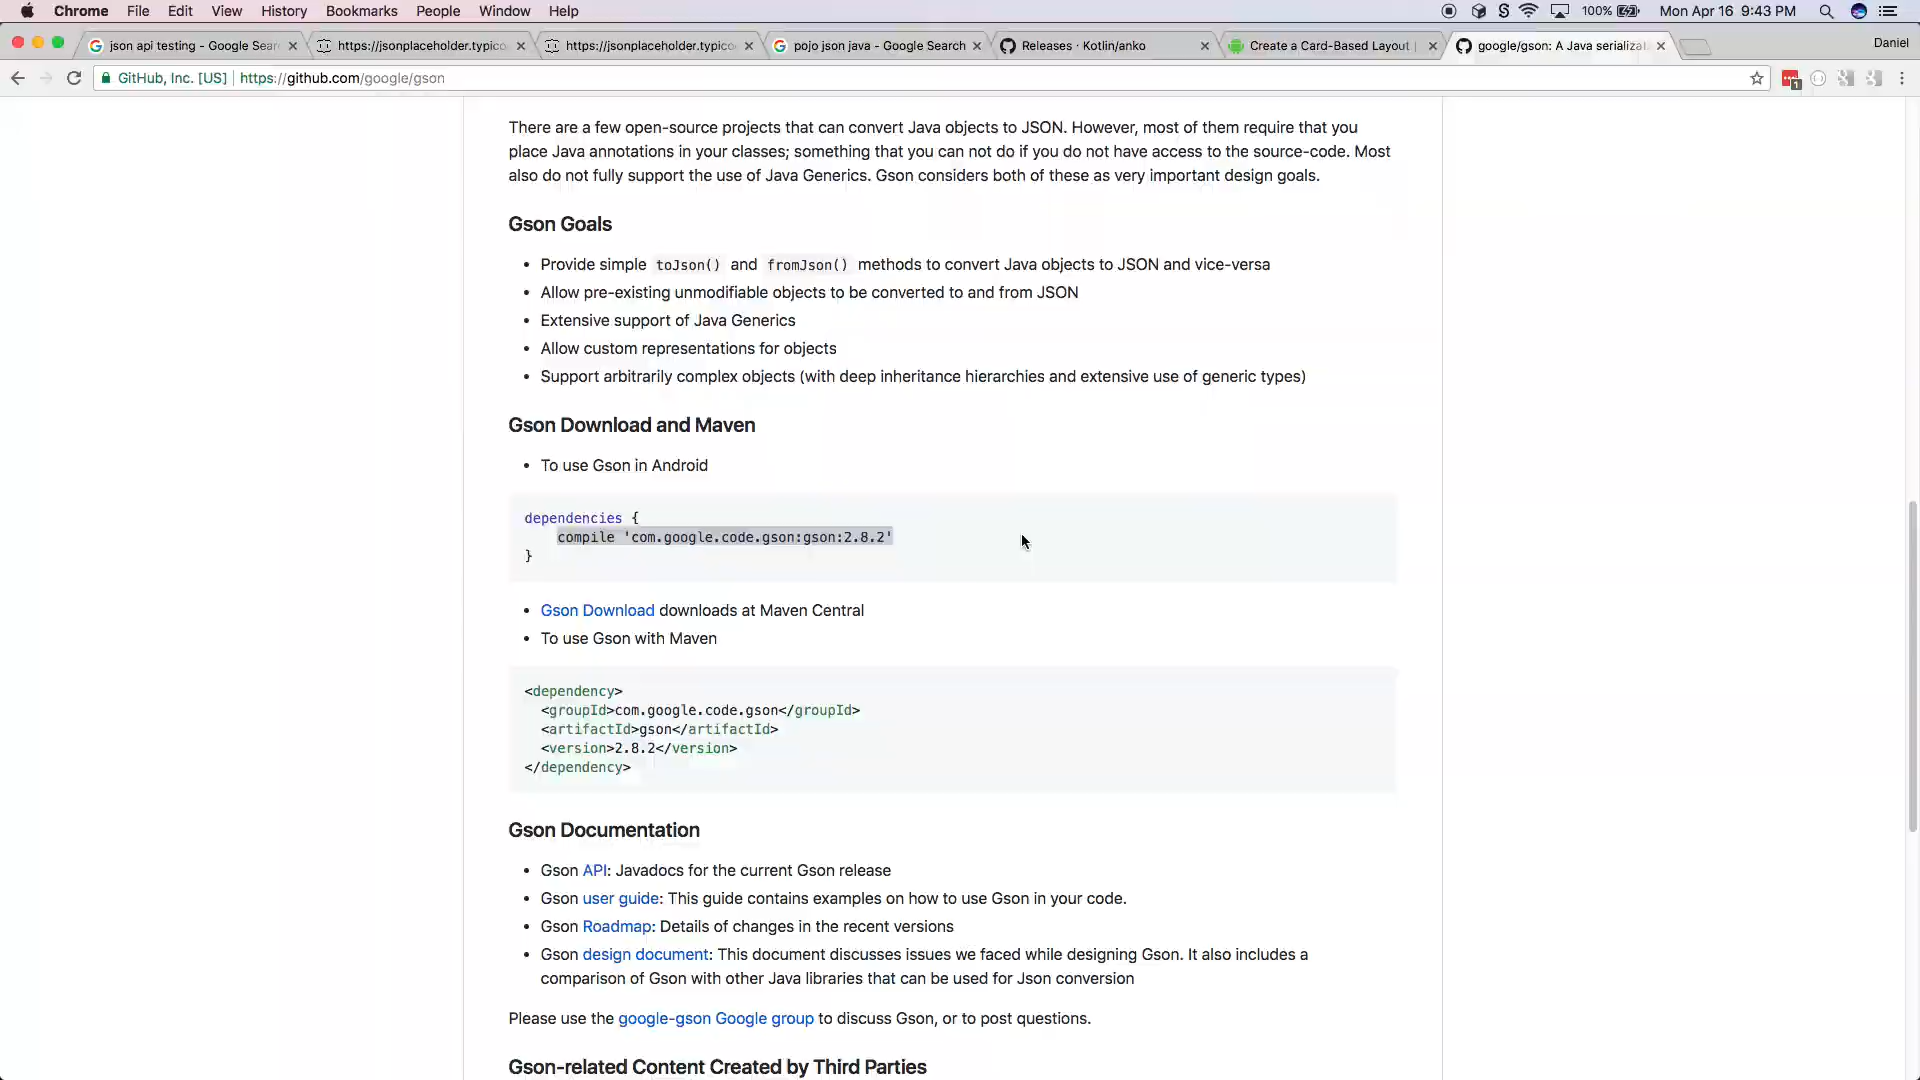 Chrome File Edit View History Bookmarks People Window Help 100% Mon Apr 16 9:43 PM
json api testing - Google Sear https://jsonplaceholder.typico https://jsonplaceholder.typico pojo json java - Google Search Releases · Kotlin/anko Create a Card-Based Layout google/gson: A Java serializat Daniel
GitHub, Inc. [US] https://github.com/google/gson
There are a few open-source projects that can convert Java objects to JSON. However, most of them require that you
place Java annotations in your classes; something that you can not do if you do not have access to the source-code. Most
also do not fully support the use of Java Generics. Gson considers both of these as very important design goals.
Gson Goals
• Provide simple toJson() and fromJson() methods to convert Java objects to JSON and vice-versa
• Allow pre-existing unmodifiable objects to be converted to and from JSON
• Extensive support of Java Generics
• Allow custom representations for objects
• Support arbitrarily complex objects (with deep inheritance hierarchies and extensive use of generic types)
Gson Download and Maven
• To use Gson in Android
dependencies {
compile 'com.google.code.gson:gson:2.8.2'
}
• Gson Download downloads at Maven Central
• To use Gson with Maven
<dependency>
<groupId>com.google.code.gson</groupId>
<artifactId>gson</artifactId>
<version>2.8.2</version>
</dependency>
Gson Documentation
• Gson API: Javadocs for the current Gson release
• Gson user guide: This guide contains examples on how to use Gson in your code.
• Gson Roadmap: Details of changes in the recent versions
• Gson design document: This document discusses issues we faced while designing Gson. It also includes a
comparison of Gson with other Java libraries that can be used for Json conversion
Please use the google-gson Google group to discuss Gson, or to post questions.
Gson-related Content Created by Third Parties